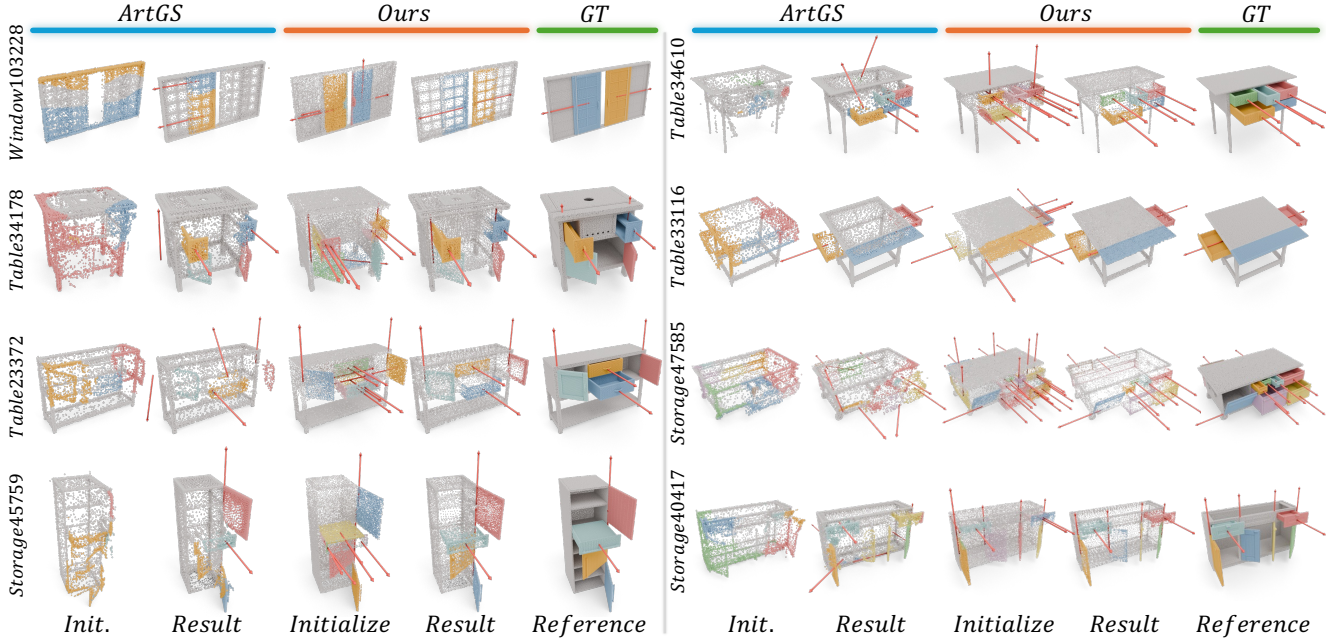 ArtGS Ours GT ArtGS Ours GT
Window103228
Table34178
Table23372
Storage45759
Table34610
Table33116
Storage47585
Storage40417
Init. Result Initialize Result Reference Init. Result Initialize Result Reference